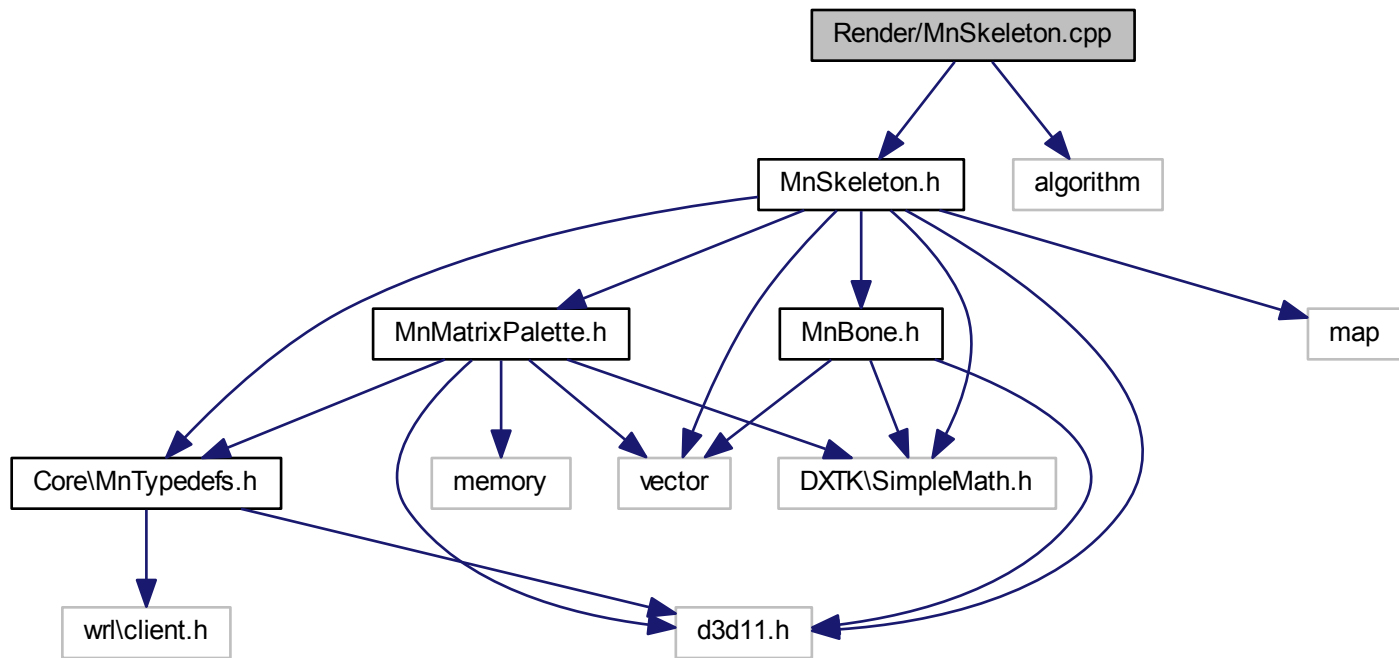 Render/MnSkeleton.cpp
MnSkeleton.h
algorithm
MnMatrixPalette.h
MnBone.h
map
Core\MnTypedefs.h
memory
vector
DXTK\SimpleMath.h
wrl\client.h
d3d11.h